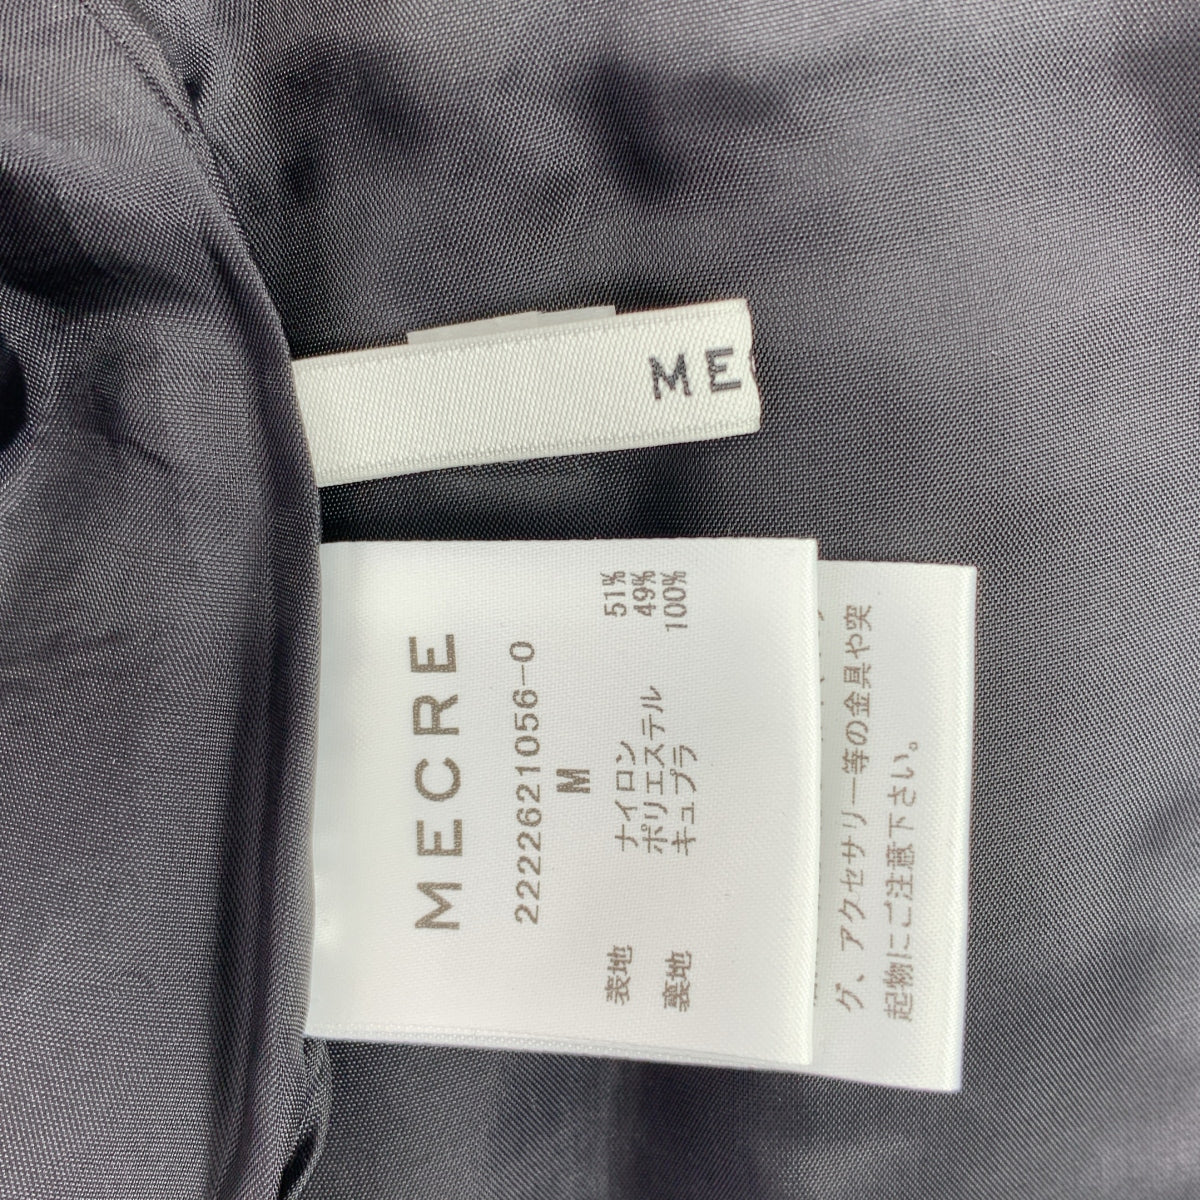 ME
MECRE
2222621056-0
M
表地 ナイロン 51%
ポリエステル 49%
裏地 キュプラ 100%
グ、アクセサリー等の金具や突
起物にご注意下さい。